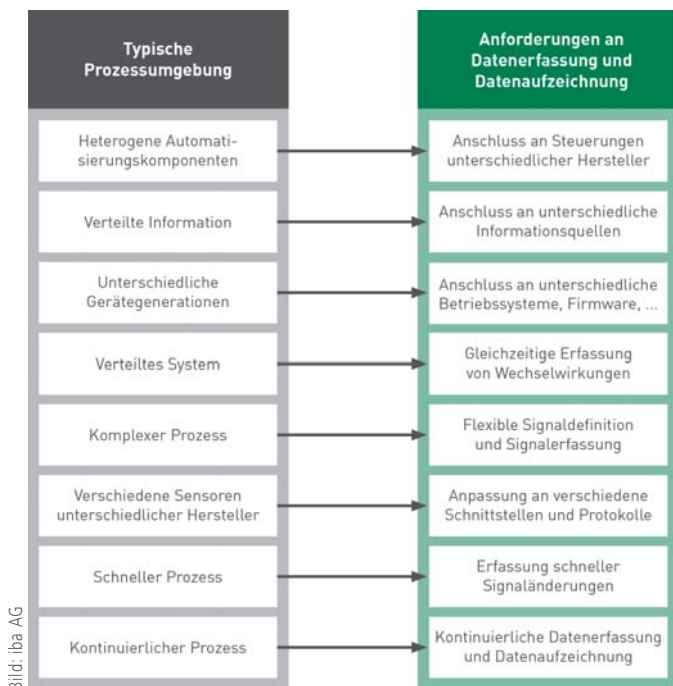 Typische
Prozessumgebung
Anforderungen an
Datenerfassung und
Datenaufzeichnung
Heterogene Automati-
sierungskomponenten
Anschluss an Steuerungen
unterschiedlicher Hersteller
Verteilte Information
Anschluss an unterschiedliche
Informationsquellen
Unterschiedliche
Gerätegenerationen
Anschluss an unterschiedliche
Betriebssysteme, Firmware, ...
Verteiltes System
Gleichzeitige Erfassung
von Wechselwirkungen
Komplexer Prozess
Flexible Signaldefinition
und Signalerfassung
Verschiedene Sensoren
unterschiedlicher Hersteller
Anpassung an verschiedene
Schnittstellen und Protokolle
Schneller Prozess
Erfassung schneller
Signaländerungen
Kontinuierlicher Prozess
Kontinuierliche Datenerfassung
und Datenaufzeichnung
Bild: iba AG